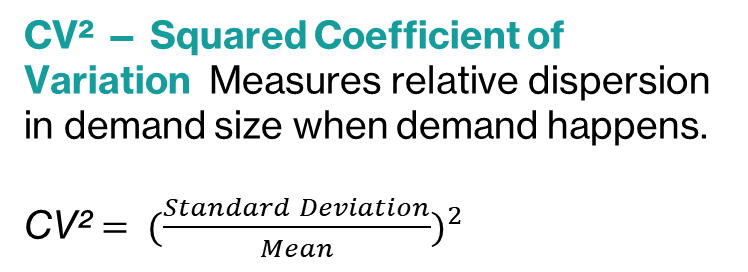 CV² – Squared Coefficient of
Variation Measures relative dispersion
in demand size when demand happens.
CV² = (Standard Deviation / Mean)²